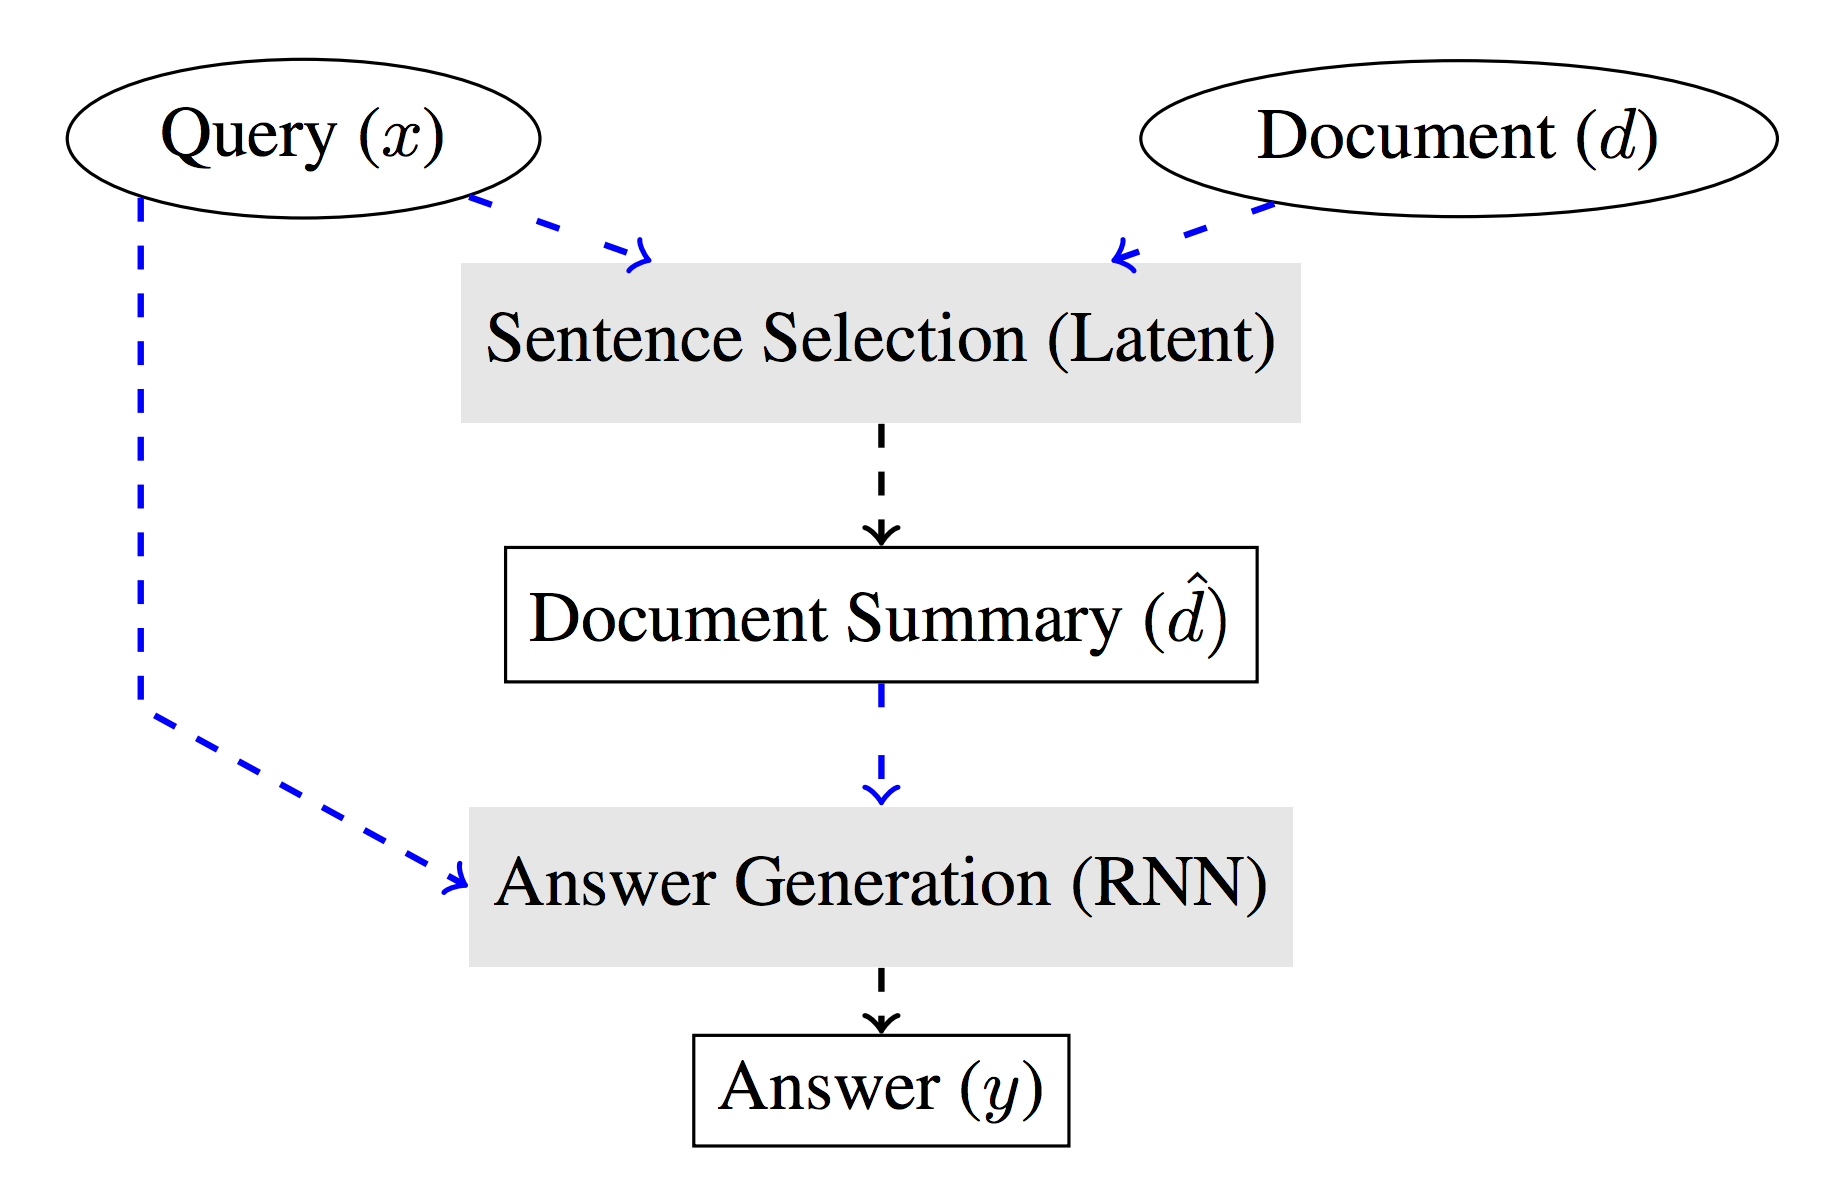 Query (x)
Document (d)
Sentence Selection (Latent)
Document Summary (d̂)
Answer Generation (RNN)
Answer (y)